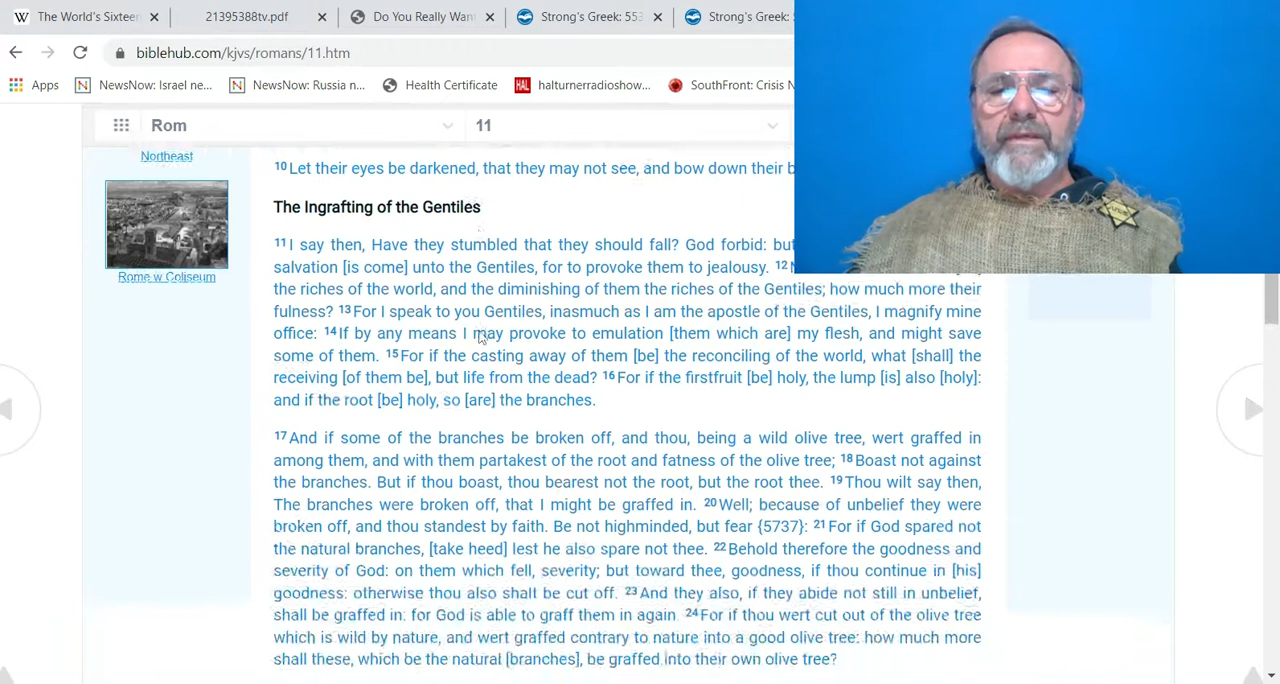 The World's Sixteen
21395388tv.pdf
Do You Really Wan
Strong's Greek: 553
Strong's Greek:
biblehub.com/kjvs/romans/11.htm
Apps
NewsNow: Israel ne...
NewsNow: Russia n...
Health Certificate
HAL
halturnerradioshow...
SouthFront: Crisis N
Rom
11
Northeast
Rome w Coliseum
10 Let their eyes be darkened, that they may not see, and bow down their b
The Ingrafting of the Gentiles
11 I say then, Have they stumbled that they should fall? God forbid: but
salvation [is come] unto the Gentiles, for to provoke them to jealousy. 12
the riches of the world, and the diminishing of them the riches of the Gentiles; how much more their
fulness? 13 For I speak to you Gentiles, inasmuch as I am the apostle of the Gentiles, I magnify mine
office: 14 If by any means I may provoke to emulation [them which are] my flesh, and might save
some of them. 15 For if the casting away of them [be] the reconciling of the world, what [shall] the
receiving [of them be], but life from the dead? 16 For if the firstfruit [be] holy, the lump [is] also [holy]:
and if the root [be] holy, so [are] the branches.
17 And if some of the branches be broken off, and thou, being a wild olive tree, wert graffed in
among them, and with them partakest of the root and fatness of the olive tree; 18 Boast not against
the branches. But if thou boast, thou bearest not the root, but the root thee. 19 Thou wilt say then,
The branches were broken off, that I might be graffed in. 20 Well; because of unbelief they were
broken off, and thou standest by faith. Be not highminded, but fear {5737}: 21 For if God spared not
the natural branches, [take heed] lest he also spare not thee. 22 Behold therefore the goodness and
severity of God: on them which fell, severity; but toward thee, goodness, if thou continue in [his]
goodness: otherwise thou also shalt be cut off. 23 And they also, if they abide not still in unbelief,
shall be graffed in: for God is able to graff them in again. 24 For if thou wert cut out of the olive tree
which is wild by nature, and wert graffed contrary to nature into a good olive tree: how much more
shall these, which be the natural [branches], be graffed into their own olive tree?